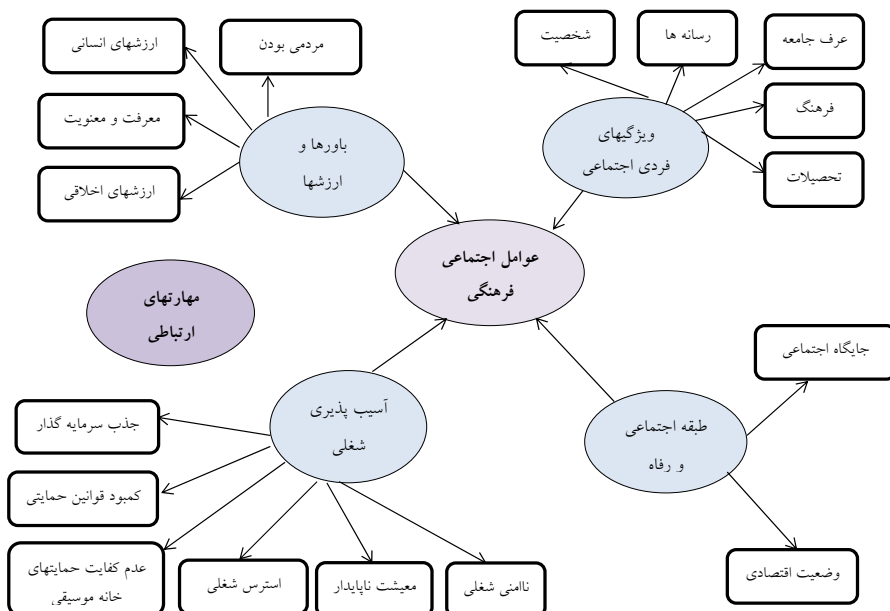 شخصیت
رسانه ها
عرف جامعه
مردمی بودن
ارزشهای انسانی
فرهنگ
معرفت و معنویت
ویژگیهای
فردی اجتماعی
باورها و
ارزشها
تحصیلات
ارزشهای اخلاقی
عوامل اجتماعی
فرهنگی
مهارتهای
ارتباطی
جایگاه اجتماعی
آسیب پذیری
شغلی
طبقه اجتماعی
و رفاه
جذب سرمایه گذار
کمبود قوانین حمایتی
وضعیت اقتصادی
ناامنی شغلی
معیشت ناپایدار
استرس شغلی
عدم کفایت حمایتهای
خانه موسیقی